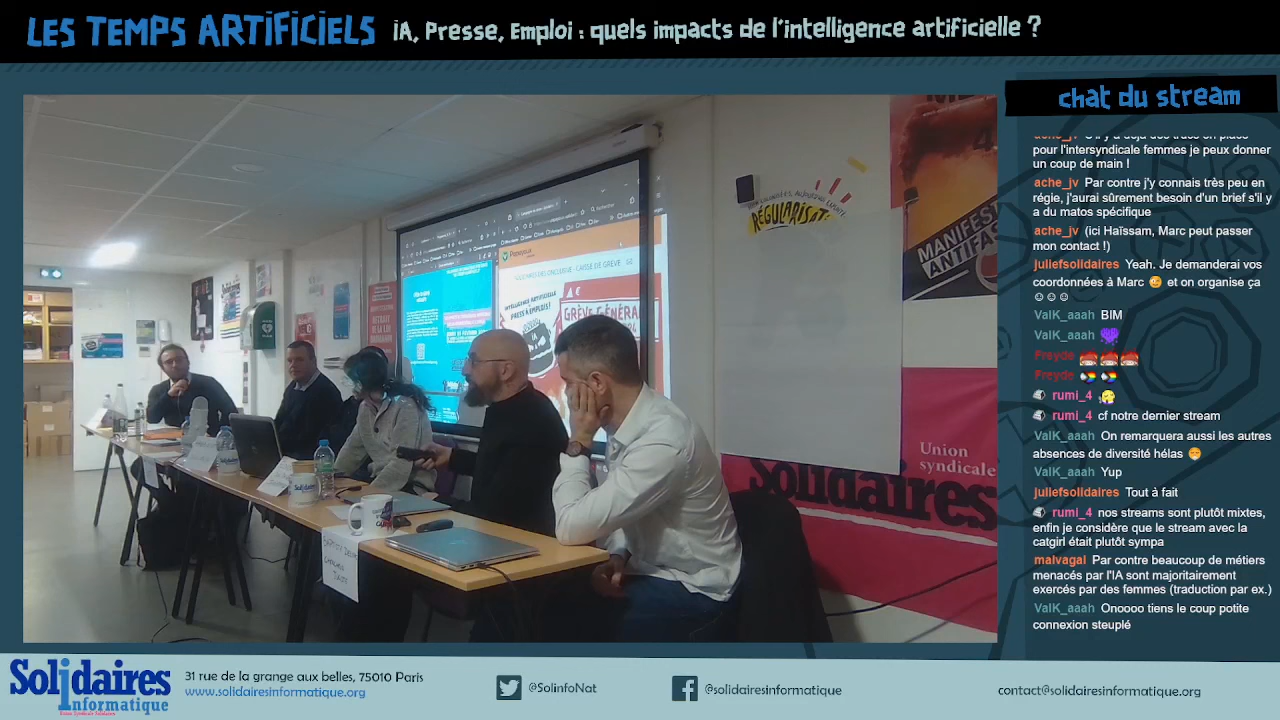 LES TEMPS ARTIFICIELS
IA, Presse, Emploi : quels impacts de l'intelligence artificielle ?
chat du stream
pour l'intersyndicale femmes je peux donner
un coup de main !
ache_jv Par contre j'y connais très peu en
régie, j'aurai sûrement besoin d'un brief s'il y
a du matos spécifique
ache_jv (ici Haïssam, Marc peut passer
mon contact !)
juliefsolidaires Yeah. Je demanderai vos
coordonnées à Marc 😉 et on organise ça
☺☺☺
ValK_aaah BIM
ValK_aaah 💜
Freyde
Freyde
rumi_4
rumi_4 cf notre dernier stream
ValK_aaah On remarquera aussi les autres
absences de diversité hélas 😁
ValK_aaah Yup
juliefsolidaires Tout à fait
rumi_4 nos streams sont plutôt mixtes,
enfin je considère que le stream avec la
catgirl était plutôt sympa
malvagal Par contre beaucoup de métiers
menacés par l'IA sont majoritairement
exercés par des femmes (traduction par ex.)
ValK_aaah Onoooo tiens le coup potite
connexion steuplé
RÉGULARISAT
MANIFEST
ANTIFAS
Union
syndicale
Solidaires
CAISSE DE GRÈVE
INTELLIGENCE ARTIFICIELLE
GRÈVE GÉNÉRA
IA
Solidaires
Informatique
31 rue de la grange aux belles, 75010 Paris
www.solidairesinformatique.org
@SolinfoNat
@solidairesinformatique
contact@solidairesinformatique.org